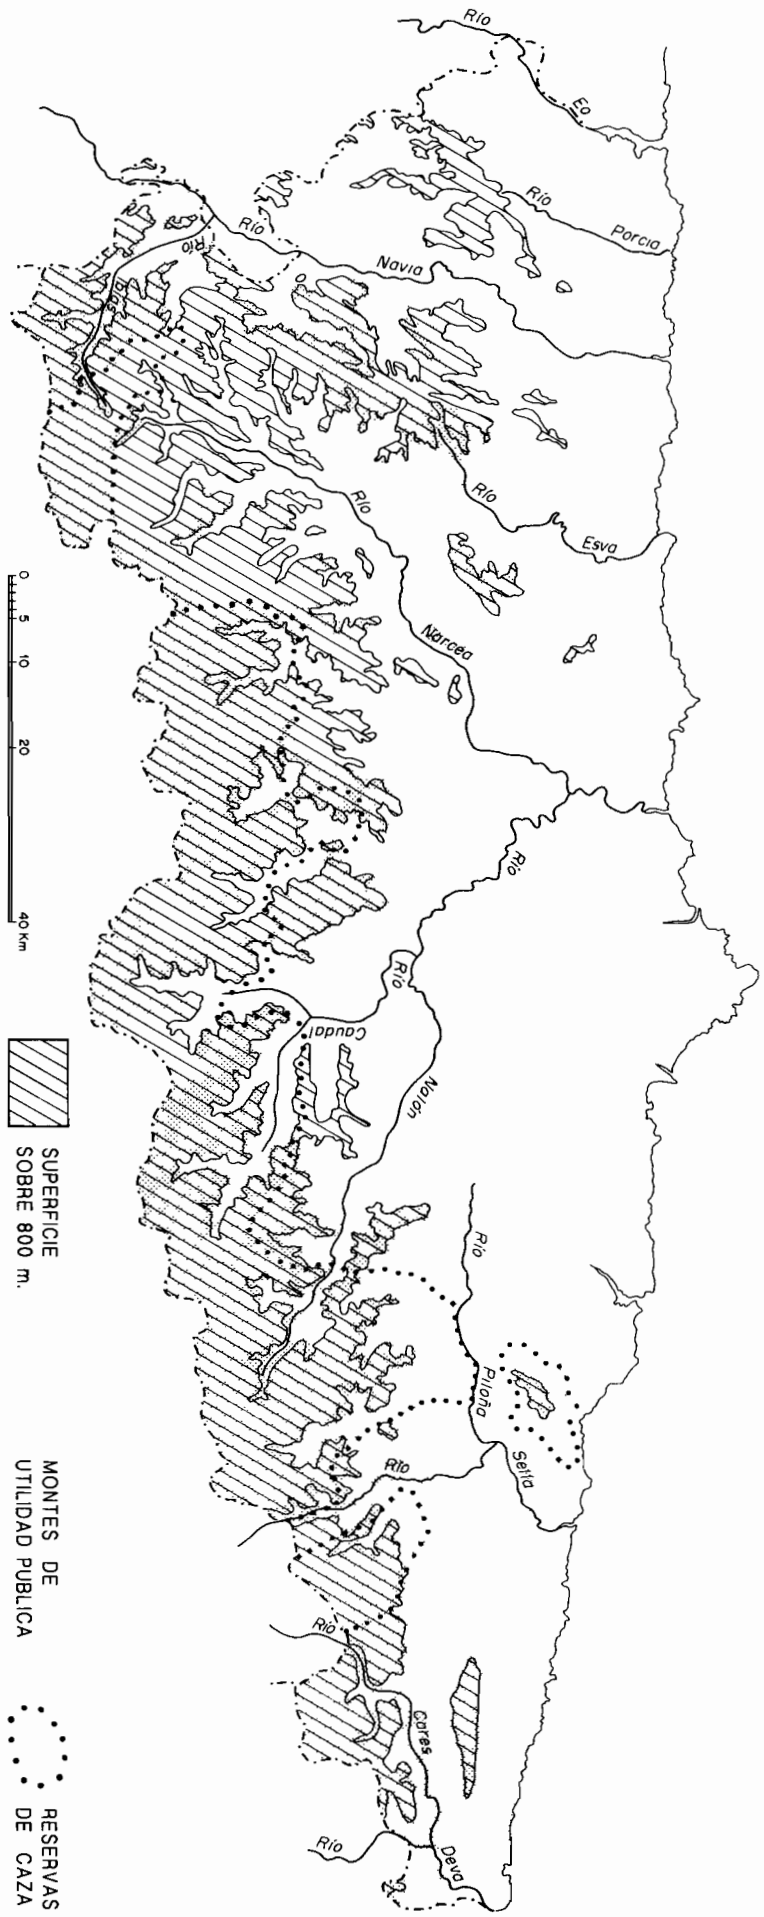 Río
Eo
Río
Porcia
Río
Navia
Río
Ibias
Río
Esva
Río
Narcea
Río
Río
Caudal
Nalón
Río
Piloña
Sella
Río
Río
Cares
Río
Deva
0
5
10
20
40 Km
SUPERFICIE
SOBRE 800 m.
MONTES DE
UTILIDAD PUBLICA
RESERVAS
DE CAZA